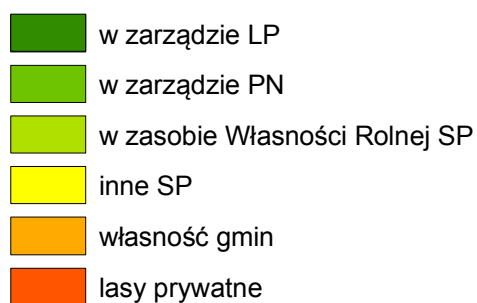 w zarządzie LP
w zarządzie PN
w zasobie Własności Rolnej SP
inne SP
własność gmin
lasy prywatne